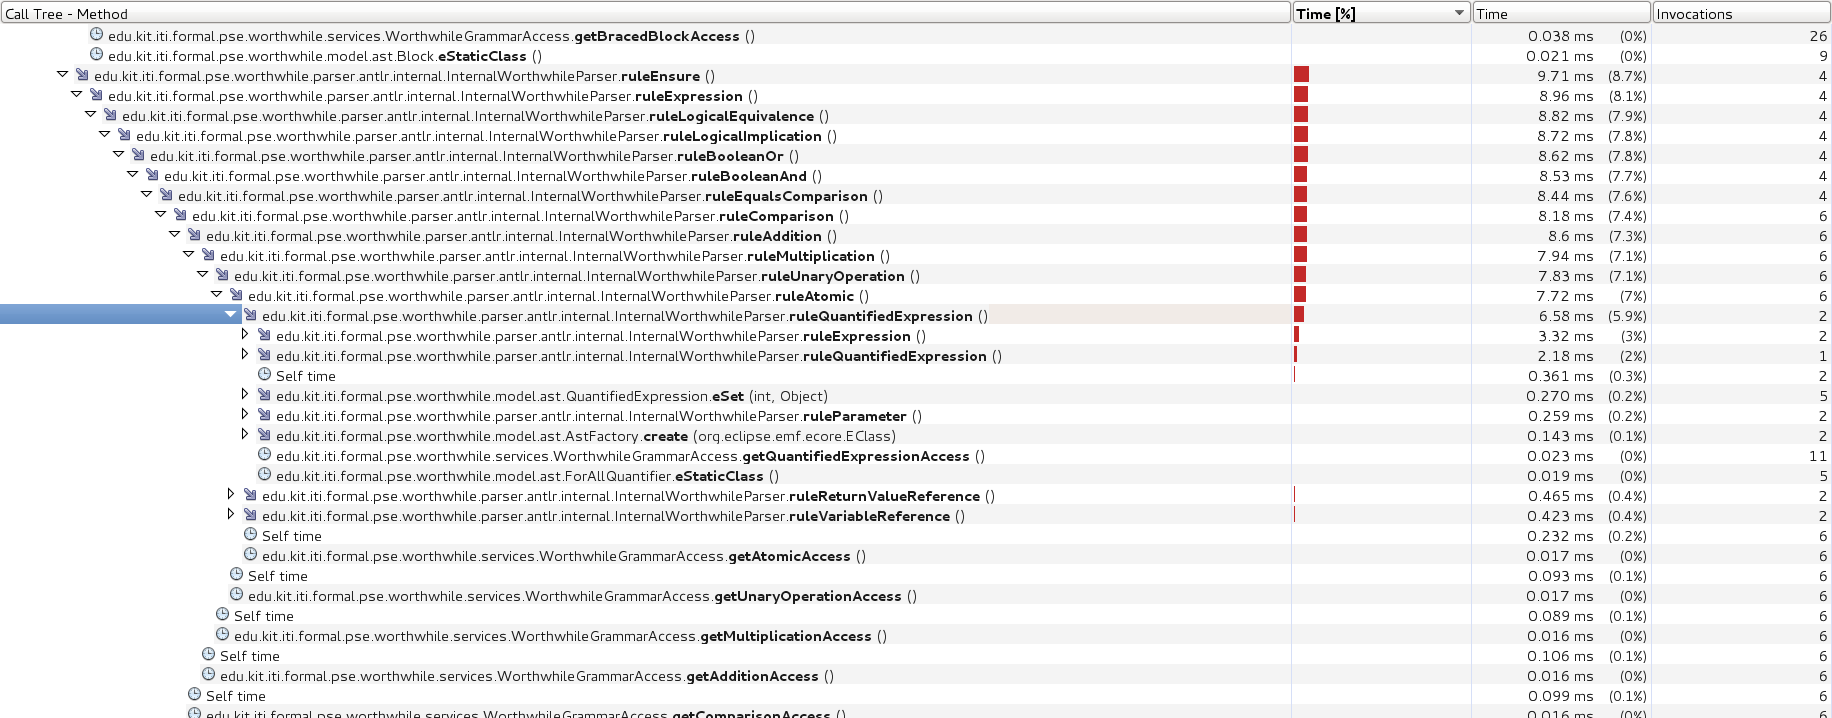 Call Tree - Method Time [%] Time Invocations
edu.kit.iti.formal.pse.worthwhile.services.WorthwhileGrammarAccess.getBracedBlockAccess () 0.038 ms (0%) 26
edu.kit.iti.formal.pse.worthwhile.model.ast.Block.eStaticClass () 0.021 ms (0%) 9
edu.kit.iti.formal.pse.worthwhile.parser.antlr.internal.InternalWorthwhileParser.ruleEnsure () 9.71 ms (8.7%) 4
edu.kit.iti.formal.pse.worthwhile.parser.antlr.internal.InternalWorthwhileParser.ruleExpression () 8.96 ms (8.1%) 4
edu.kit.iti.formal.pse.worthwhile.parser.antlr.internal.InternalWorthwhileParser.ruleLogicalEquivalence () 8.82 ms (7.9%) 4
edu.kit.iti.formal.pse.worthwhile.parser.antlr.internal.InternalWorthwhileParser.ruleLogicalImplication () 8.72 ms (7.8%) 4
edu.kit.iti.formal.pse.worthwhile.parser.antlr.internal.InternalWorthwhileParser.ruleBooleanOr () 8.62 ms (7.8%) 4
edu.kit.iti.formal.pse.worthwhile.parser.antlr.internal.InternalWorthwhileParser.ruleBooleanAnd () 8.53 ms (7.7%) 4
edu.kit.iti.formal.pse.worthwhile.parser.antlr.internal.InternalWorthwhileParser.ruleEqualsComparison () 8.44 ms (7.6%) 4
edu.kit.iti.formal.pse.worthwhile.parser.antlr.internal.InternalWorthwhileParser.ruleComparison () 8.18 ms (7.4%) 6
edu.kit.iti.formal.pse.worthwhile.parser.antlr.internal.InternalWorthwhileParser.ruleAddition () 8.6 ms (7.3%) 6
edu.kit.iti.formal.pse.worthwhile.parser.antlr.internal.InternalWorthwhileParser.ruleMultiplication () 7.94 ms (7.1%) 6
edu.kit.iti.formal.pse.worthwhile.parser.antlr.internal.InternalWorthwhileParser.ruleUnaryOperation () 7.83 ms (7.1%) 6
edu.kit.iti.formal.pse.worthwhile.parser.antlr.internal.InternalWorthwhileParser.ruleAtomic () 7.72 ms (7%) 6
edu.kit.iti.formal.pse.worthwhile.parser.antlr.internal.InternalWorthwhileParser.ruleQuantifiedExpression () 6.58 ms (5.9%) 2
edu.kit.iti.formal.pse.worthwhile.parser.antlr.internal.InternalWorthwhileParser.ruleExpression () 3.32 ms (3%) 2
edu.kit.iti.formal.pse.worthwhile.parser.antlr.internal.InternalWorthwhileParser.ruleQuantifiedExpression () 2.18 ms (2%) 1
Self time 0.361 ms (0.3%) 2
edu.kit.iti.formal.pse.worthwhile.model.ast.QuantifiedExpression.eSet (int, Object) 0.270 ms (0.2%) 5
edu.kit.iti.formal.pse.worthwhile.parser.antlr.internal.InternalWorthwhileParser.ruleParameter () 0.259 ms (0.2%) 2
edu.kit.iti.formal.pse.worthwhile.model.ast.AstFactory.create (org.eclipse.emf.ecore.EClass) 0.143 ms (0.1%) 2
edu.kit.iti.formal.pse.worthwhile.services.WorthwhileGrammarAccess.getQuantifiedExpressionAccess () 0.023 ms (0%) 11
edu.kit.iti.formal.pse.worthwhile.model.ast.ForAllQuantifier.eStaticClass () 0.019 ms (0%) 5
edu.kit.iti.formal.pse.worthwhile.parser.antlr.internal.InternalWorthwhileParser.ruleReturnValueReference () 0.465 ms (0.4%) 2
edu.kit.iti.formal.pse.worthwhile.parser.antlr.internal.InternalWorthwhileParser.ruleVariableReference () 0.423 ms (0.4%) 2
Self time 0.232 ms (0.2%) 6
edu.kit.iti.formal.pse.worthwhile.services.WorthwhileGrammarAccess.getAtomicAccess () 0.017 ms (0%) 6
Self time 0.093 ms (0.1%) 6
edu.kit.iti.formal.pse.worthwhile.services.WorthwhileGrammarAccess.getUnaryOperationAccess () 0.017 ms (0%) 6
Self time 0.089 ms (0.1%) 6
edu.kit.iti.formal.pse.worthwhile.services.WorthwhileGrammarAccess.getMultiplicationAccess () 0.016 ms (0%) 6
Self time 0.106 ms (0.1%) 6
edu.kit.iti.formal.pse.worthwhile.services.WorthwhileGrammarAccess.getAdditionAccess () 0.016 ms (0%) 6
Self time 0.099 ms (0.1%) 6
edu.kit.iti.formal.pse.worthwhile.services.WorthwhileGrammarAccess.getComparisonAccess () 0.016 ms (0%) 6